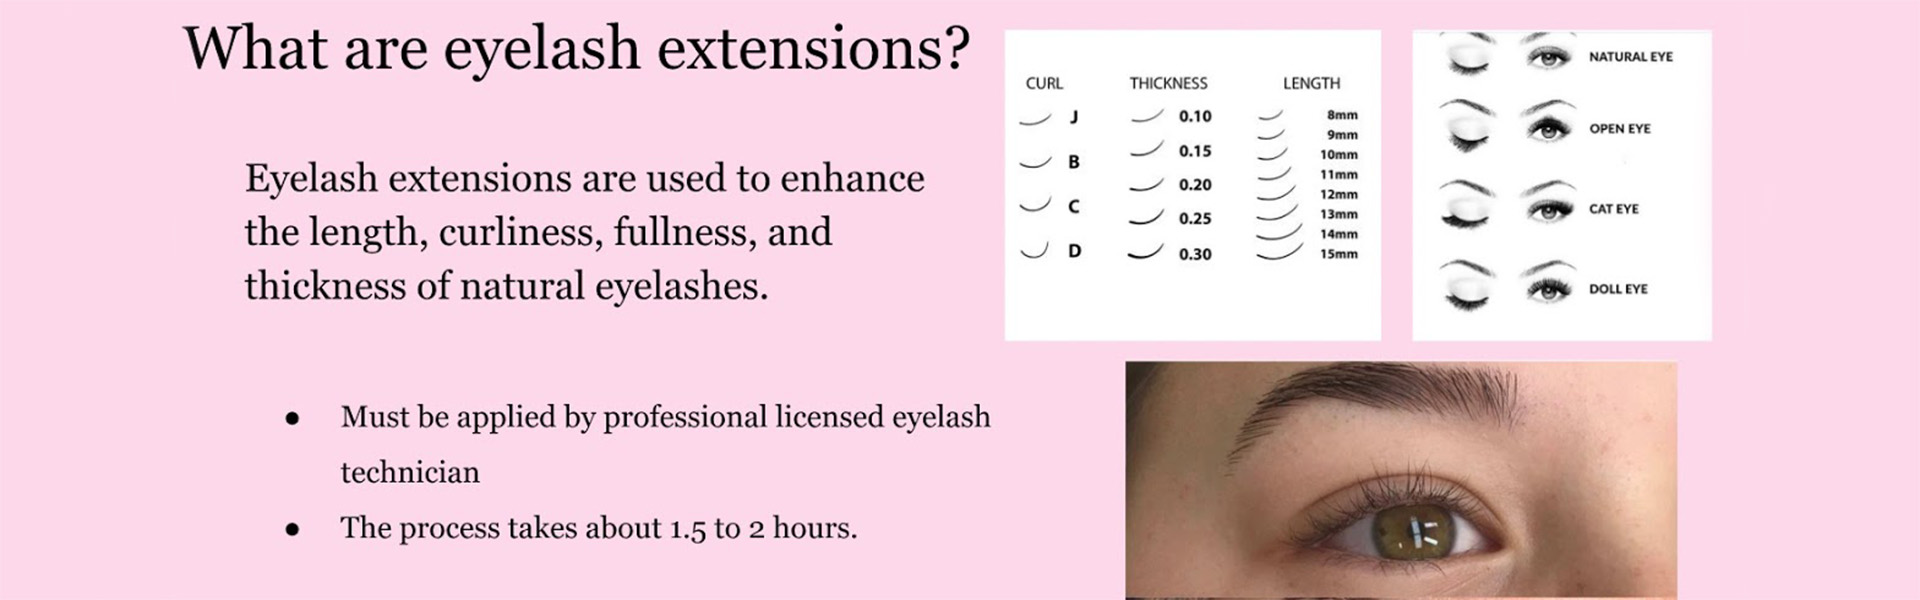 What are eyelash extensions?
Eyelash extensions are used to enhance
the length, curliness, fullness, and
thickness of natural eyelashes.
● Must be applied by professional licensed eyelash
technician
● The process takes about 1.5 to 2 hours.
CURL
J
B
C
D
THICKNESS
0.10
0.15
0.20
0.25
0.30
LENGTH
8mm
9mm
10mm
11mm
12mm
13mm
14mm
15mm
NATURAL EYE
OPEN EYE
CAT EYE
DOLL EYE